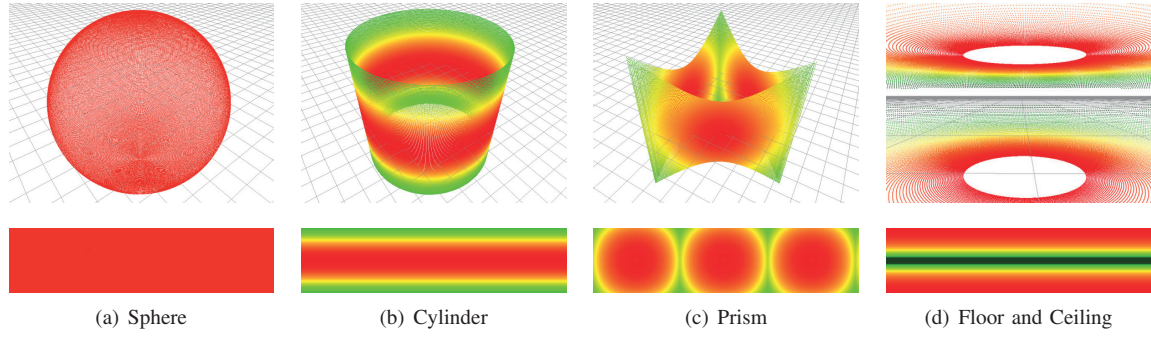 (a) Sphere
(b) Cylinder
(c) Prism
(d) Floor and Ceiling